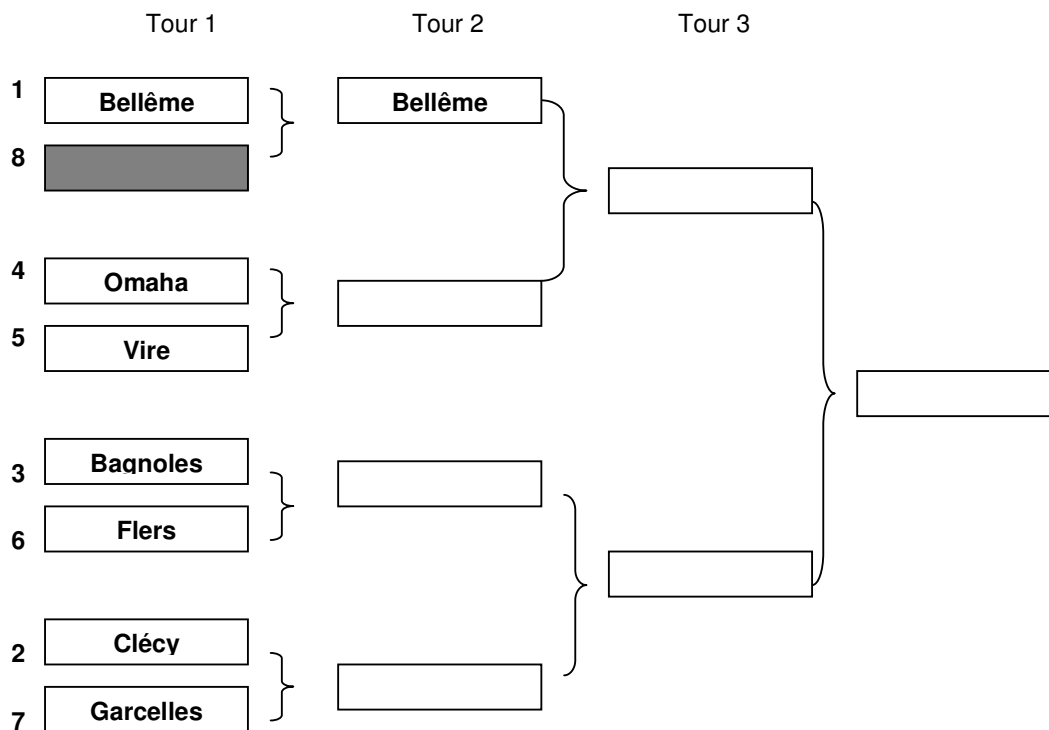 Tour 1 Tour 2 Tour 3
1 Bellême Bellême
8
4 Omaha
5 Vire
3 Bagnoles
6 Flers
2 Clécy
7 Garcelles